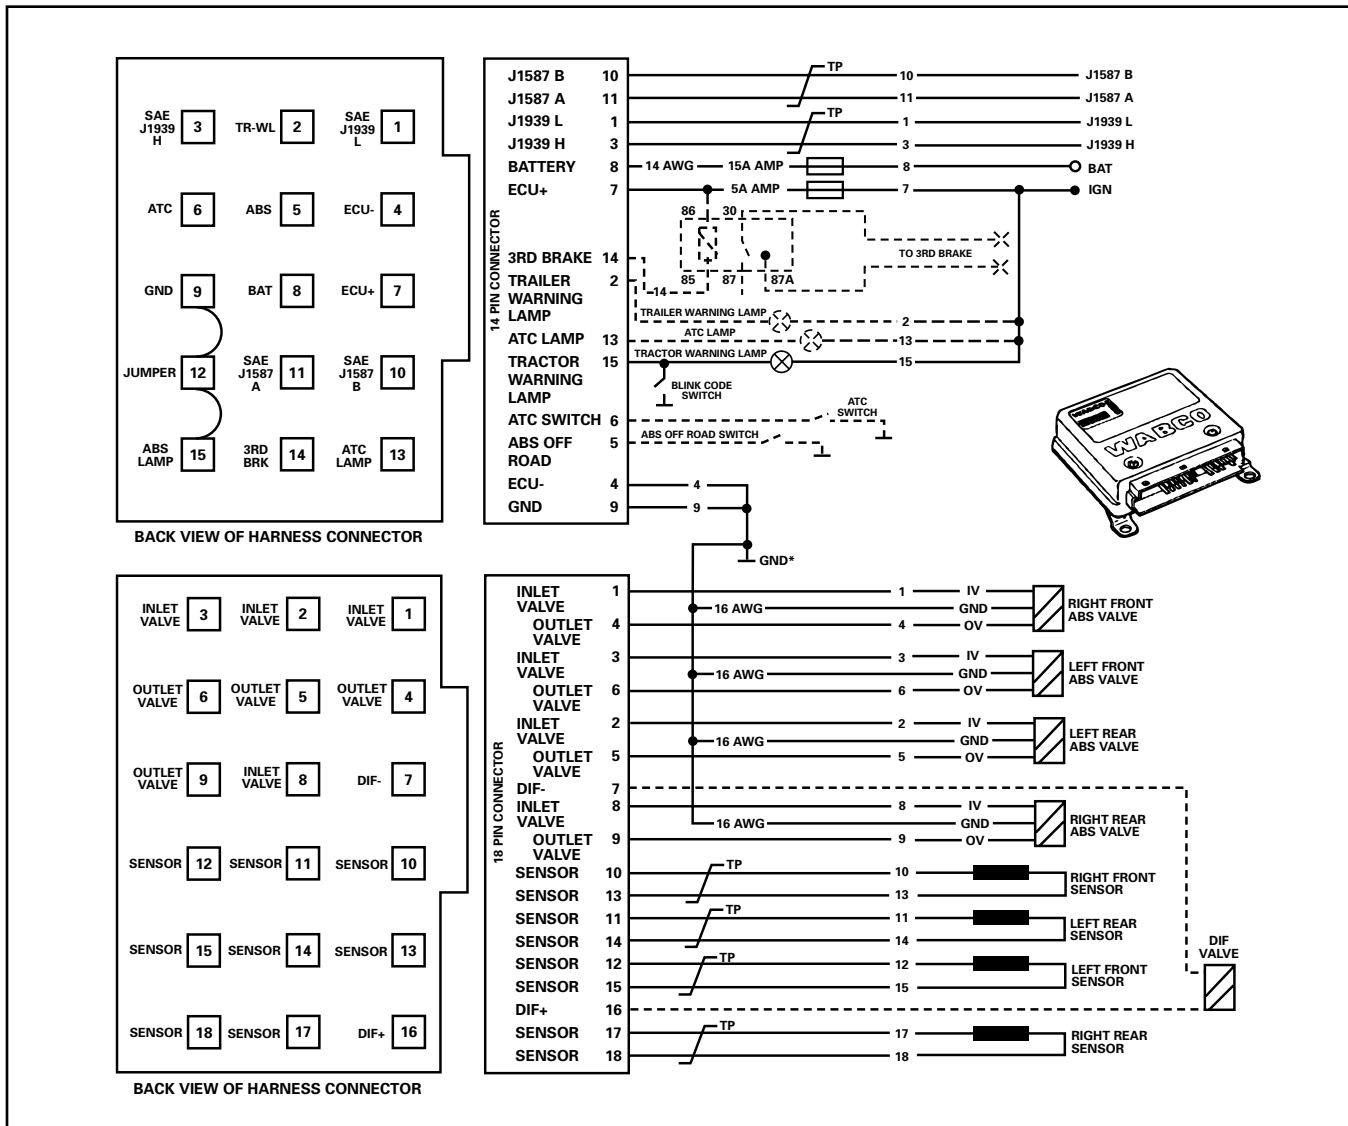 SAE
J1939
H
3
TR-WL 2
SAE
J1939
L
1
ATC 6
ABS 5
ECU- 4
GND 9
BAT 8
ECU+ 7
JUMPER 12
SAE
J1587
A
11
SAE
J1587
B
10
ABS
LAMP
15
3RD
BRK
14
ATC
LAMP
13
BACK VIEW OF HARNESS CONNECTOR
14 PIN CONNECTOR
J1587 B 10 TP 10 J1587 B
J1587 A 11 11 J1587 A
J1939 L 1 TP 1 J1939 L
J1939 H 3 3 J1939 H
BATTERY 8 14 AWG 15A AMP 8 BAT
ECU+ 7 5A AMP 7 IGN
86 30
3RD BRAKE 14
TO 3RD BRAKE
85 87 87A
14
TRAILER 2
WARNING
LAMP
TRAILER WARNING LAMP 2
ATC LAMP 13 ATC LAMP 13
TRACTOR 15 TRACTOR WARNING LAMP 15
WARNING
LAMP
BLINK CODE
SWITCH
ATC SWITCH 6
ATC
SWITCH
ABS OFF 5 ABS OFF ROAD SWITCH
ROAD
ECU- 4 4
GND 9 9
GND*
WABCO
WABCO
INLET
VALVE
3
INLET
VALVE
2
INLET
VALVE
1
OUTLET
VALVE
6
OUTLET
VALVE
5
OUTLET
VALVE
4
OUTLET
VALVE
9
INLET
VALVE
8
DIF- 7
SENSOR 12
SENSOR 11
SENSOR 10
SENSOR 15
SENSOR 14
SENSOR 13
SENSOR 18
SENSOR 17
DIF+ 16
BACK VIEW OF HARNESS CONNECTOR
18 PIN CONNECTOR
INLET 1 1 IV
VALVE 16 AWG GND
OUTLET 4 4 OV
VALVE
RIGHT FRONT
ABS VALVE
INLET 3 3 IV
VALVE 16 AWG GND
OUTLET 6 6 OV
VALVE
LEFT FRONT
ABS VALVE
INLET 2 2 IV
VALVE 16 AWG GND
OUTLET 5 5 OV
VALVE
LEFT REAR
ABS VALVE
DIF- 7
INLET 8 8 IV
VALVE 16 AWG GND
OUTLET 9 9 OV
VALVE
RIGHT REAR
ABS VALVE
SENSOR 10 TP 10
SENSOR 13 13
RIGHT FRONT
SENSOR
SENSOR 11 TP 11
SENSOR 14 14
LEFT REAR
SENSOR
DIF
VALVE
SENSOR 12 TP 12
SENSOR 15 15
LEFT FRONT
SENSOR
DIF+ 16
SENSOR 17 TP 17
SENSOR 18 18
RIGHT REAR
SENSOR